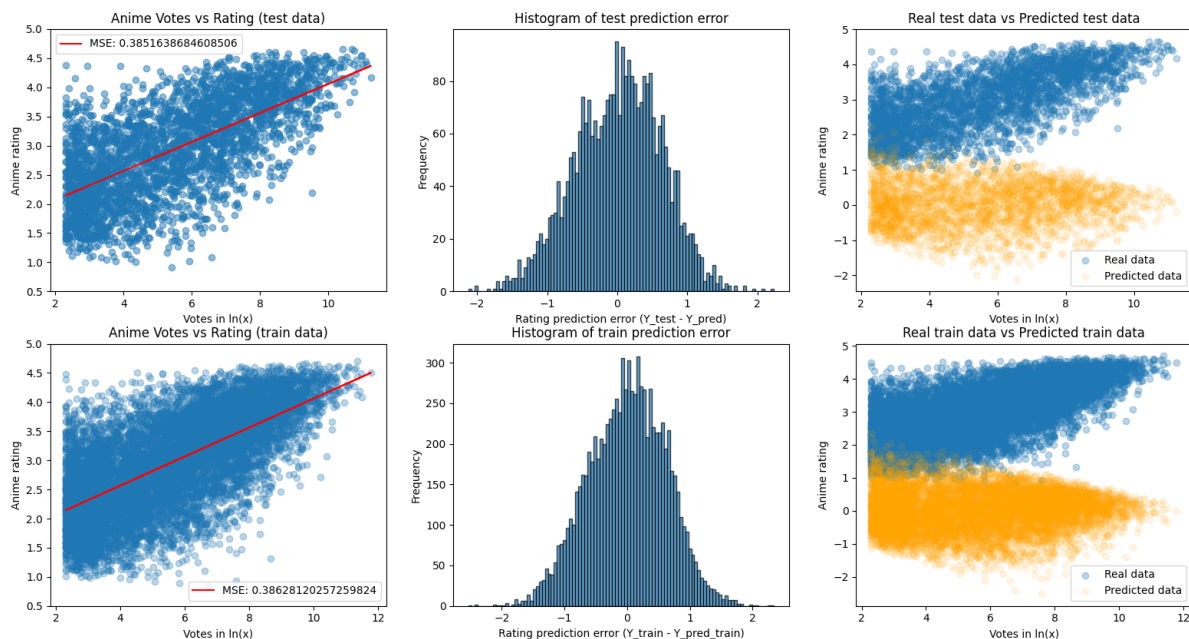 Anime Votes vs Rating (test data)
MSE: 0.3851638684608506
Anime rating
5.0
4.5
4.0
3.5
3.0
2.5
2.0
1.5
1.0
0.5
2 4 6 8 10
Votes in ln(x)
Histogram of test prediction error
Frequency
80
60
40
20
0
−2 −1 0 1 2
Rating prediction error (Y_test - Y_pred)
Real test data vs Predicted test data
Anime rating
5
4
3
2
1
0
−1
−2
Real data
Predicted data
2 4 6 8 10
Votes in ln(x)
Anime Votes vs Rating (train data)
Anime rating
5.0
4.5
4.0
3.5
3.0
2.5
2.0
1.5
1.0
0.5
MSE: 0.38628120257259824
2 4 6 8 10 12
Votes in ln(x)
Histogram of train prediction error
Frequency
300
250
200
150
100
50
0
−2 −1 0 1 2
Rating prediction error (Y_train - Y_pred_train)
Real train data vs Predicted train data
Anime rating
5
4
3
2
1
0
−1
−2
Real data
Predicted data
2 4 6 8 10 12
Votes in ln(x)